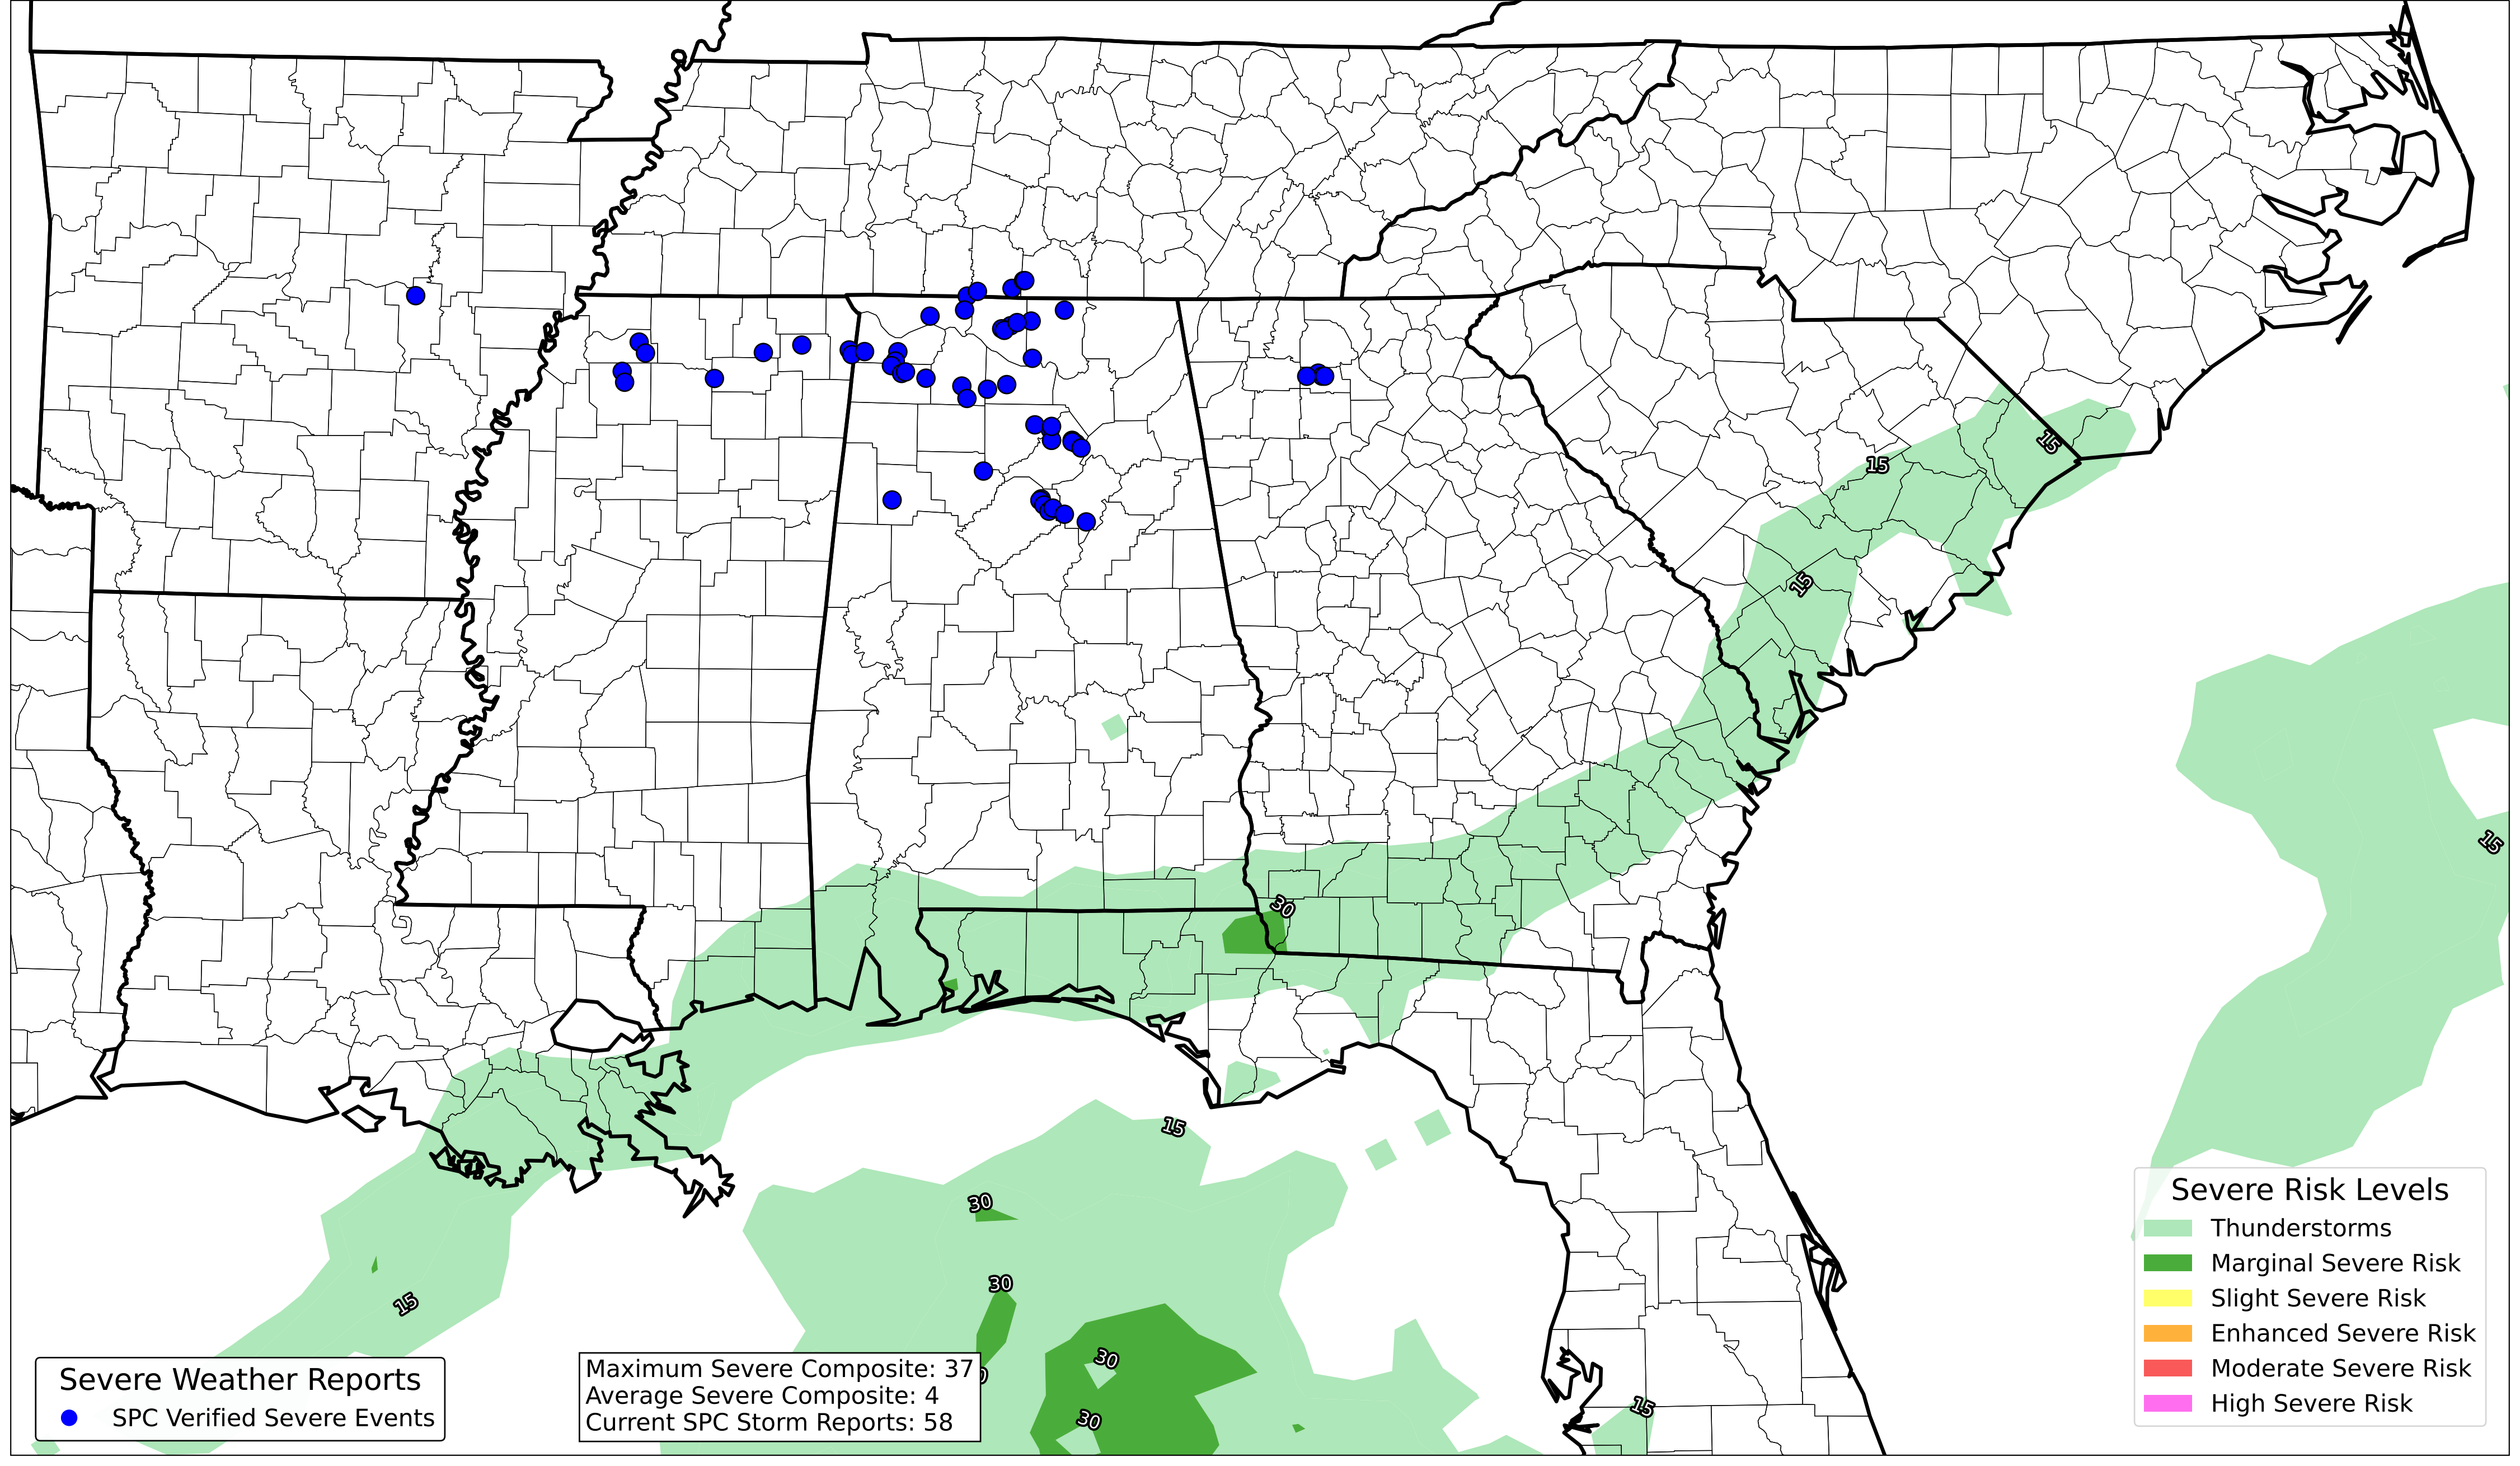 15
15
15
15
30
15
30
30
15
30
30
15
Severe Weather Reports
SPC Verified Severe Events
Maximum Severe Composite: 37
Average Severe Composite: 4
Current SPC Storm Reports: 58
Severe Risk Levels
Thunderstorms
Marginal Severe Risk
Slight Severe Risk
Enhanced Severe Risk
Moderate Severe Risk
High Severe Risk